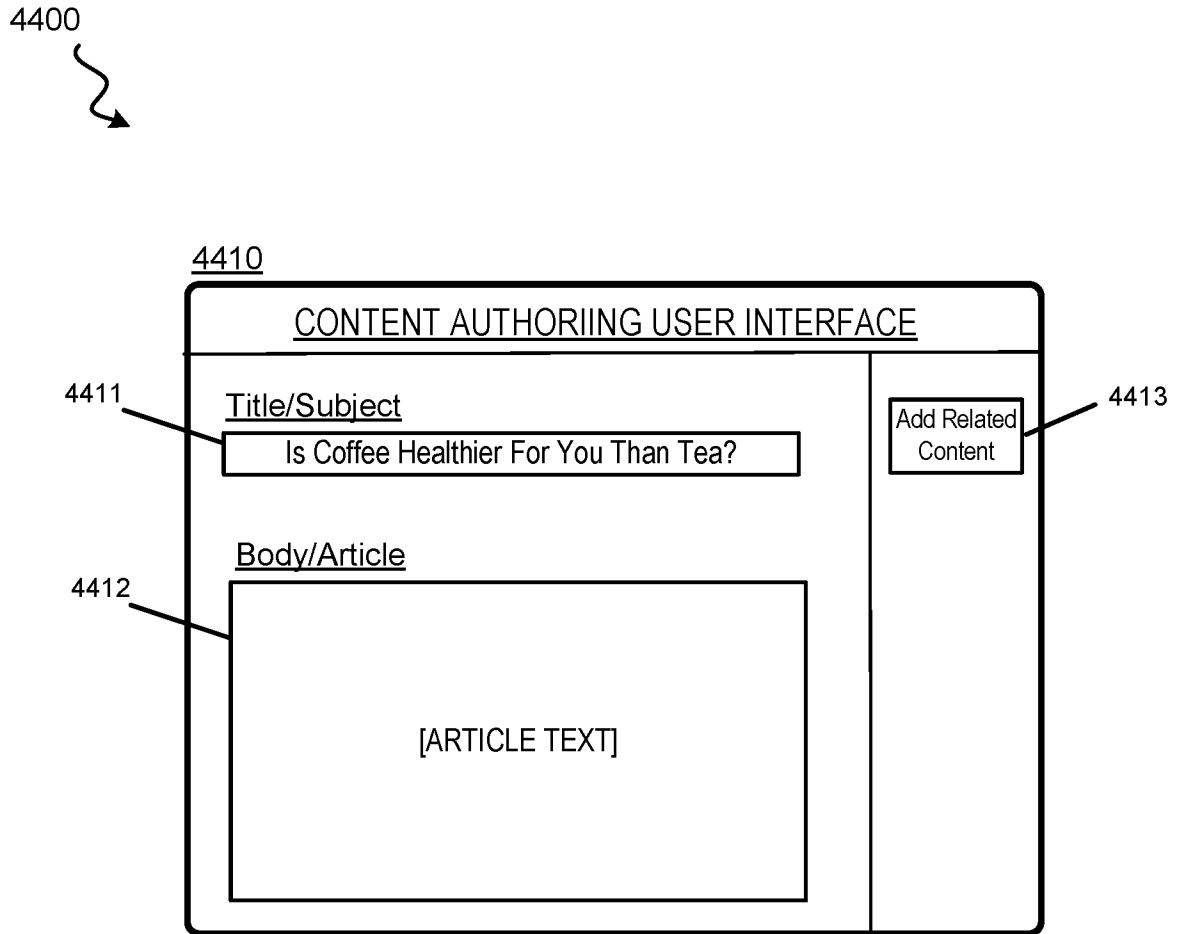 4400
4410
CONTENT AUTHORIING USER INTERFACE
4411
Title/Subject
Is Coffee Healthier For You Than Tea?
Add Related
Content
4413
Body/Article
4412
[ARTICLE TEXT]